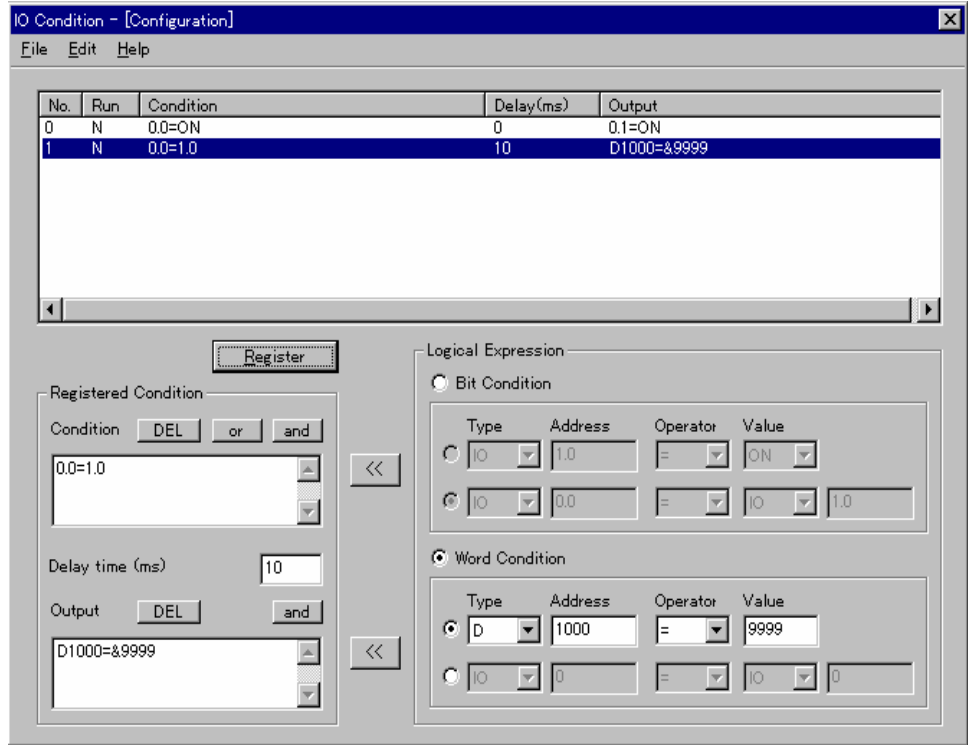 IO Condition - [Configuration]
File Edit Help
No. Run Condition Delay(ms) Output
0 N 0.0=ON 0 0.1=ON
1 N 0.0=1.0 10 D1000=&9999
Register
Registered Condition
Condition DEL or and
0.0=1.0
<<
Delay time (ms) 10
Output DEL and
D1000=&9999
<<
Logical Expression
Bit Condition
Type Address Operator Value
IO 1.0 = ON
IO 0.0 = IO 1.0
Word Condition
Type Address Operator Value
D 1000 = 9999
IO 0 = IO 0